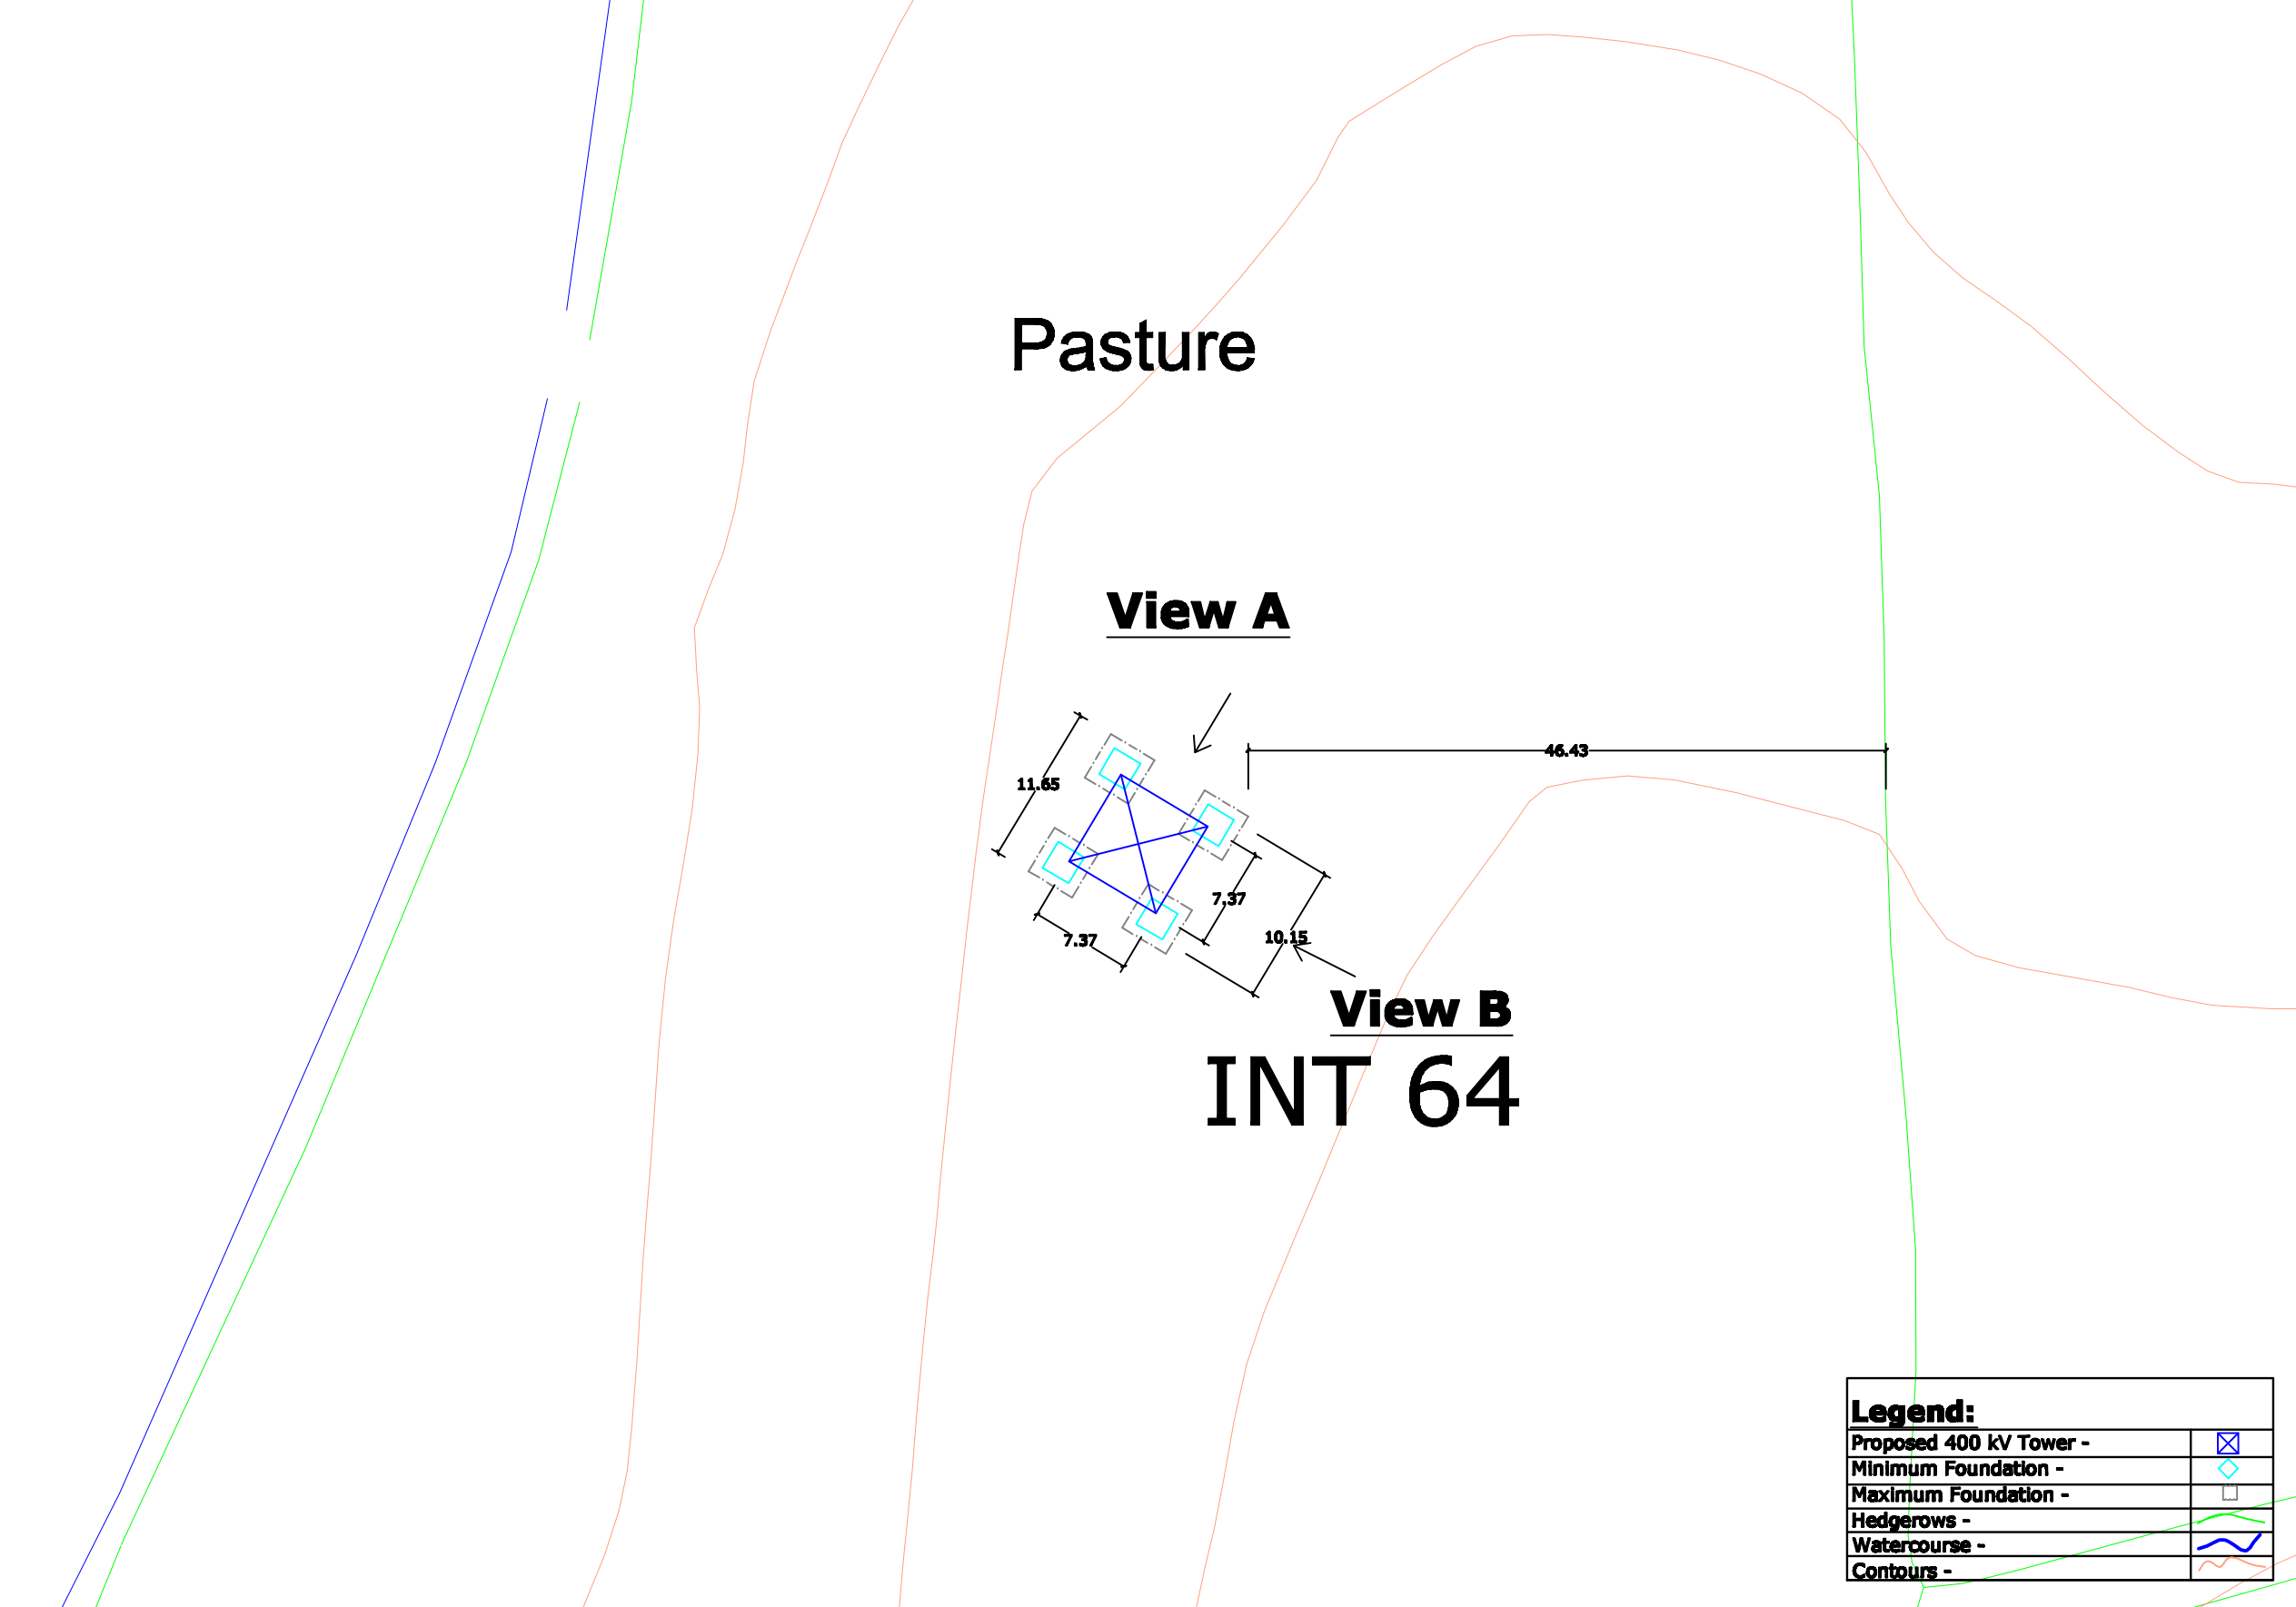 Pasture
View A
46.43
11.65
7.37
10.15
7.37
View B
INT 64
Legend:
Proposed 400 kV Tower -
Minimum Foundation -
Maximum Foundation -
Hedgerows -
Watercourse -
Contours -